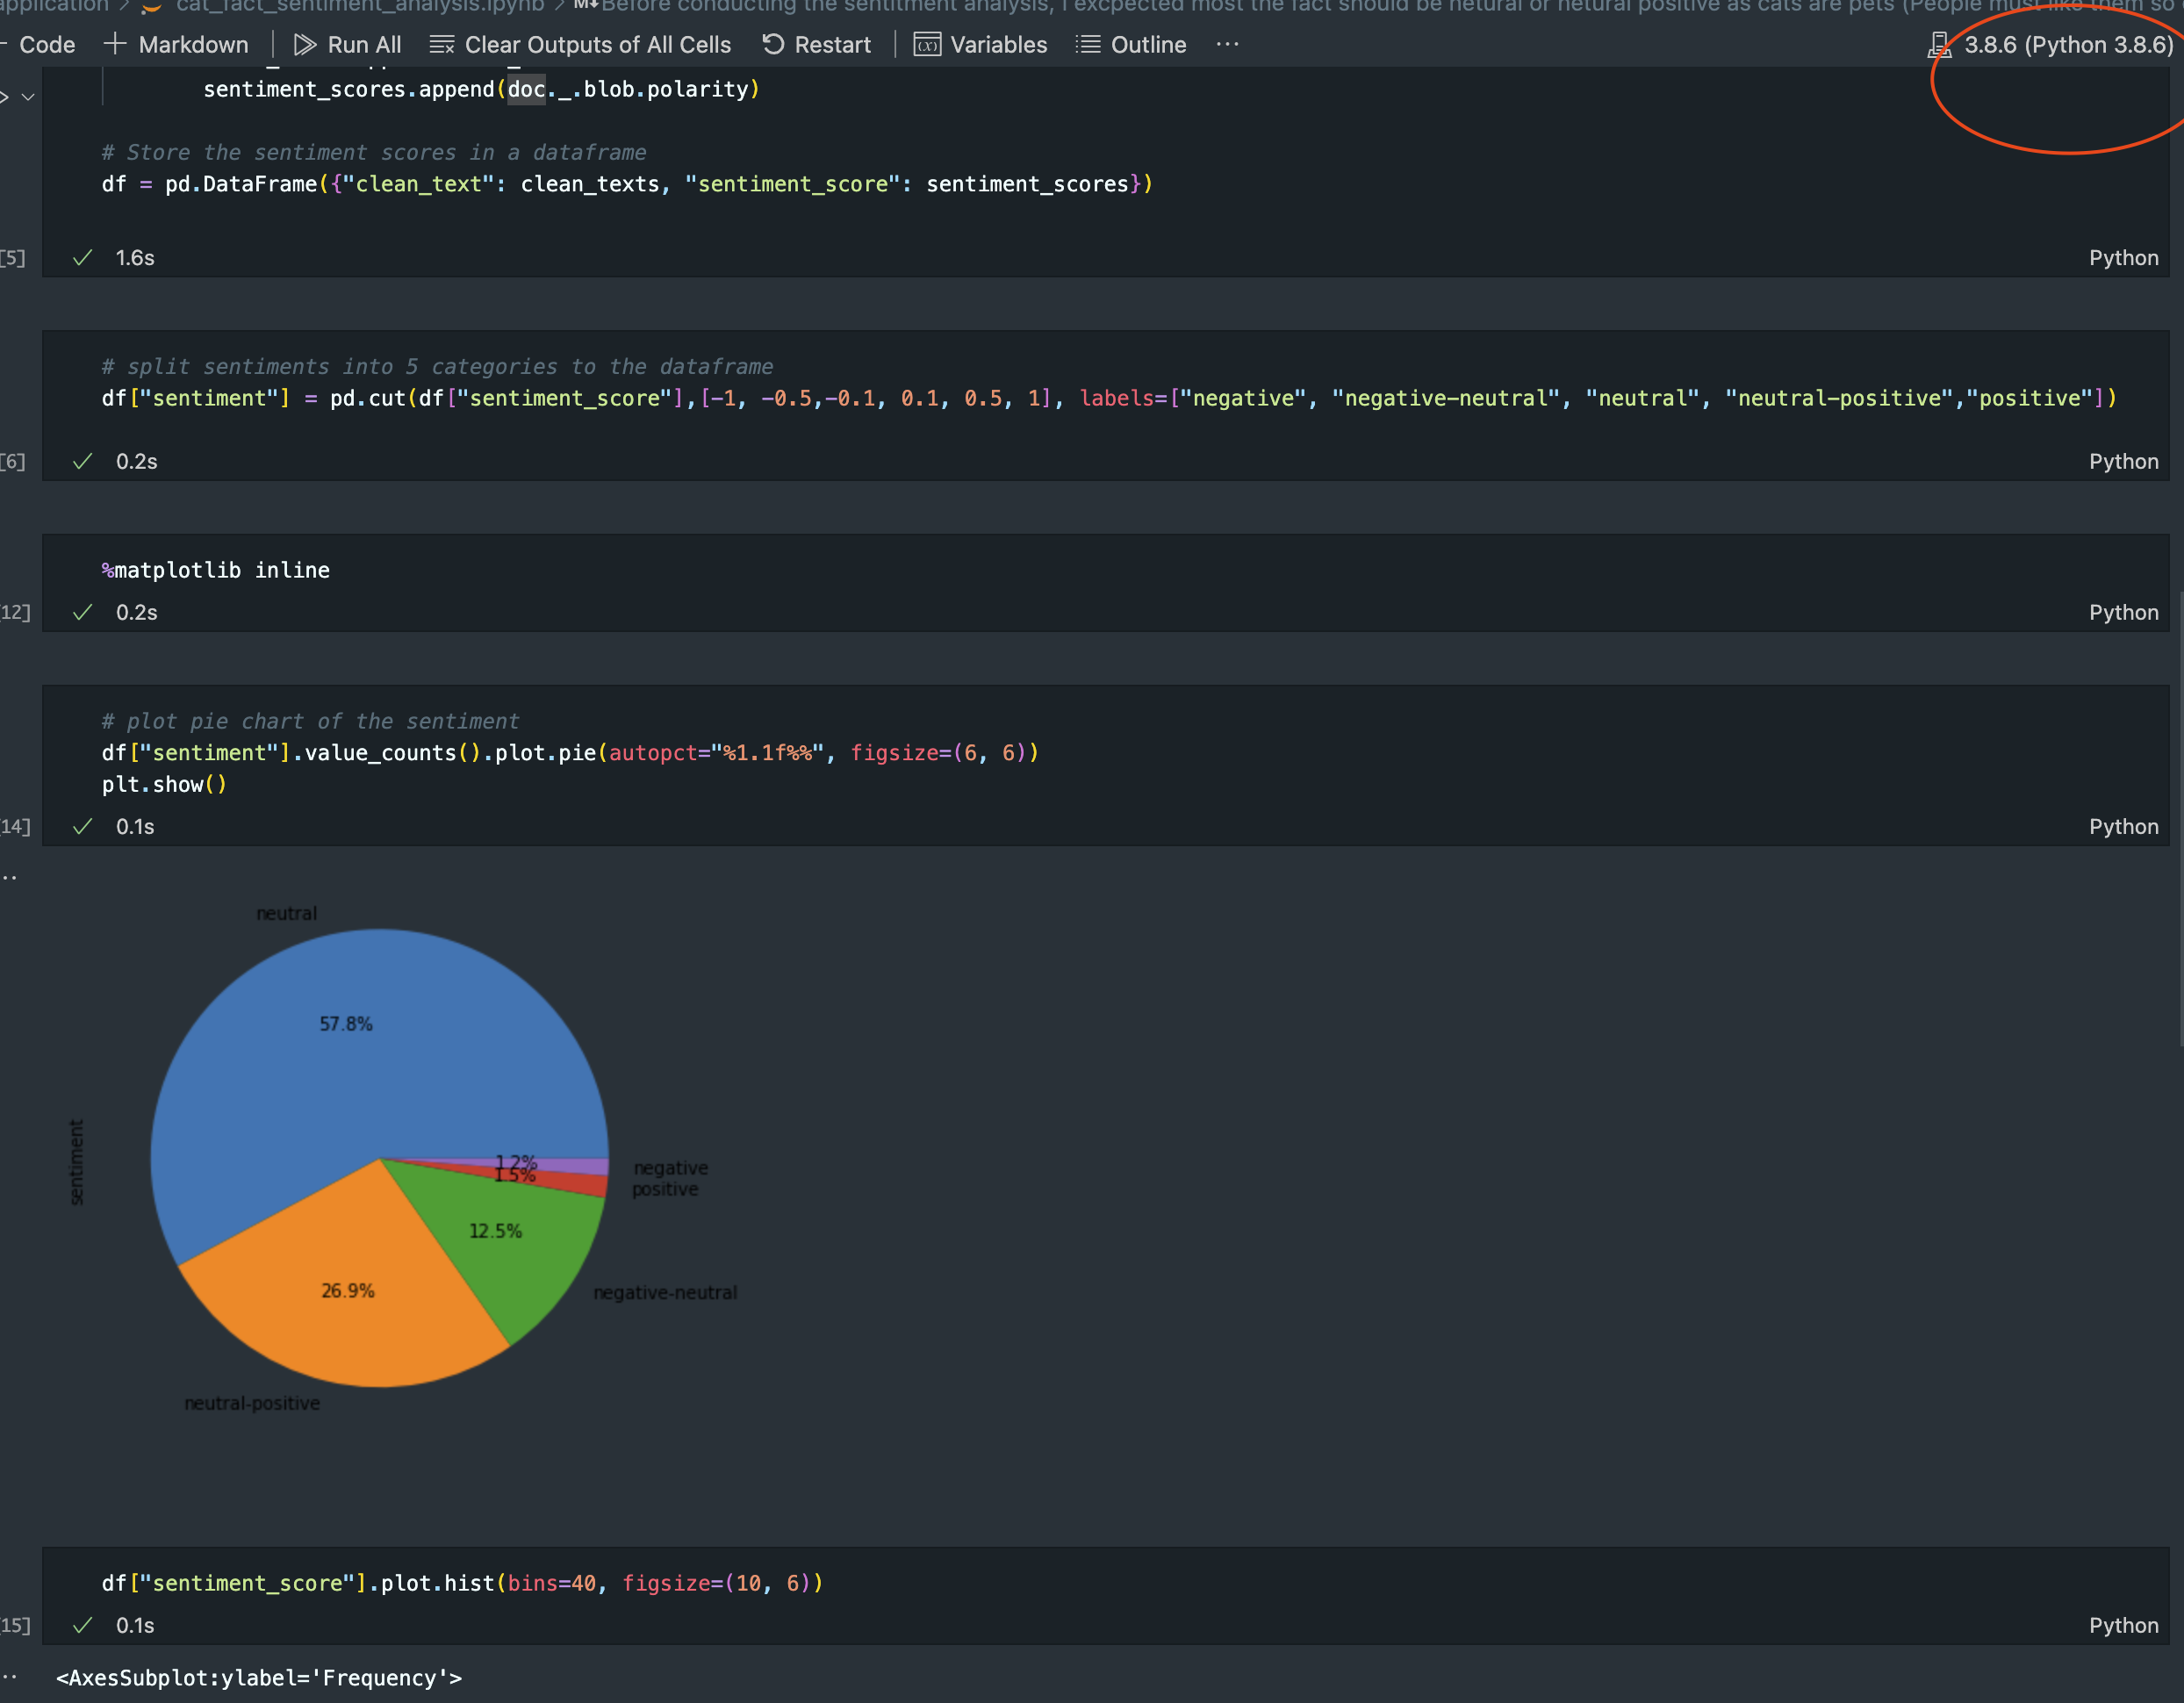 application > cat_fact_sentiment_analysis.ipynb > M↓Before conducting the sentitment analysis, I excpected most the fact should be netural or netural positive as cats are pets (People must like them so
Code + Markdown | Run All Clear Outputs of All Cells Restart | Variables Outline ··· 3.8.6 (Python 3.8.6)
sentiment_scores.append(doc._.blob.polarity)
# Store the sentiment scores in a dataframe
df = pd.DataFrame({"clean_text": clean_texts, "sentiment_score": sentiment_scores})
[5] ✓ 1.6s Python
# split sentiments into 5 categories to the dataframe
df["sentiment"] = pd.cut(df["sentiment_score"],[-1, -0.5,-0.1, 0.1, 0.5, 1], labels=["negative", "negative-neutral", "neutral", "neutral-positive","positive"])
[6] ✓ 0.2s Python
%matplotlib inline
[12] ✓ 0.2s Python
# plot pie chart of the sentiment
df["sentiment"].value_counts().plot.pie(autopct="%1.1f%%", figsize=(6, 6))
plt.show()
[14] ✓ 0.1s Python
neutral
57.8%
sentiment
1.2%
negative
1.5%
positive
12.5%
26.9%
negative-neutral
neutral-positive
df["sentiment_score"].plot.hist(bins=40, figsize=(10, 6))
[15] ✓ 0.1s Python
<AxesSubplot:ylabel='Frequency'>